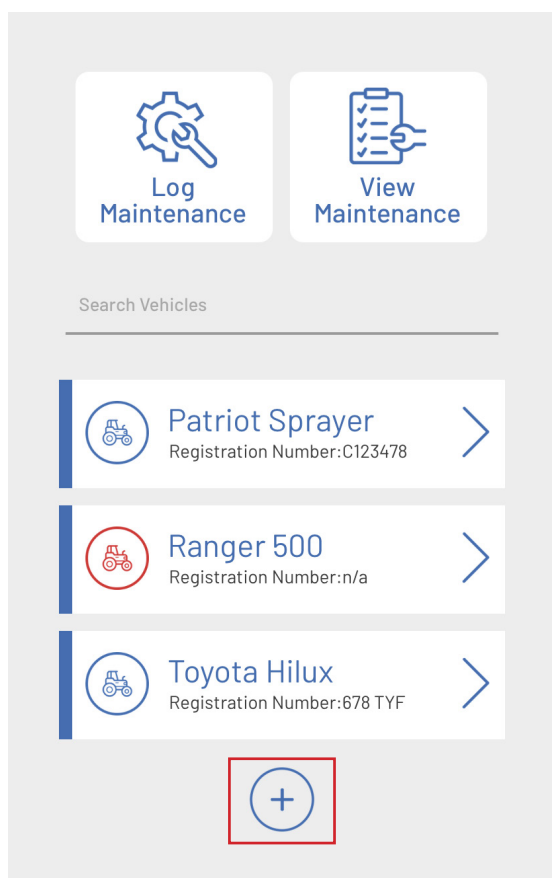 Log
Maintenance
View
Maintenance
Search Vehicles
Patriot Sprayer
Registration Number:C123478
Ranger 500
Registration Number:n/a
Toyota Hilux
Registration Number:678 TYF